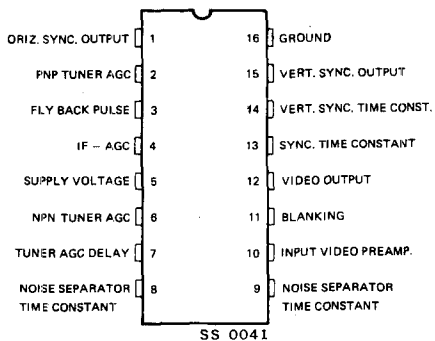 ORIZ. SYNC. OUTPUT 1
16 GROUND
PNP TUNER AGC 2
15 VERT. SYNC. OUTPUT
FLY BACK PULSE 3
14 VERT. SYNC. TIME CONST.
IF - AGC 4
13 SYNC. TIME CONSTANT
SUPPLY VOLTAGE 5
12 VIDEO OUTPUT
NPN TUNER AGC 6
11 BLANKING
TUNER AGC DELAY 7
10 INPUT VIDEO PREAMP.
NOISE SEPARATOR 8
TIME CONSTANT
9 NOISE SEPARATOR
TIME CONSTANT
SS 0041